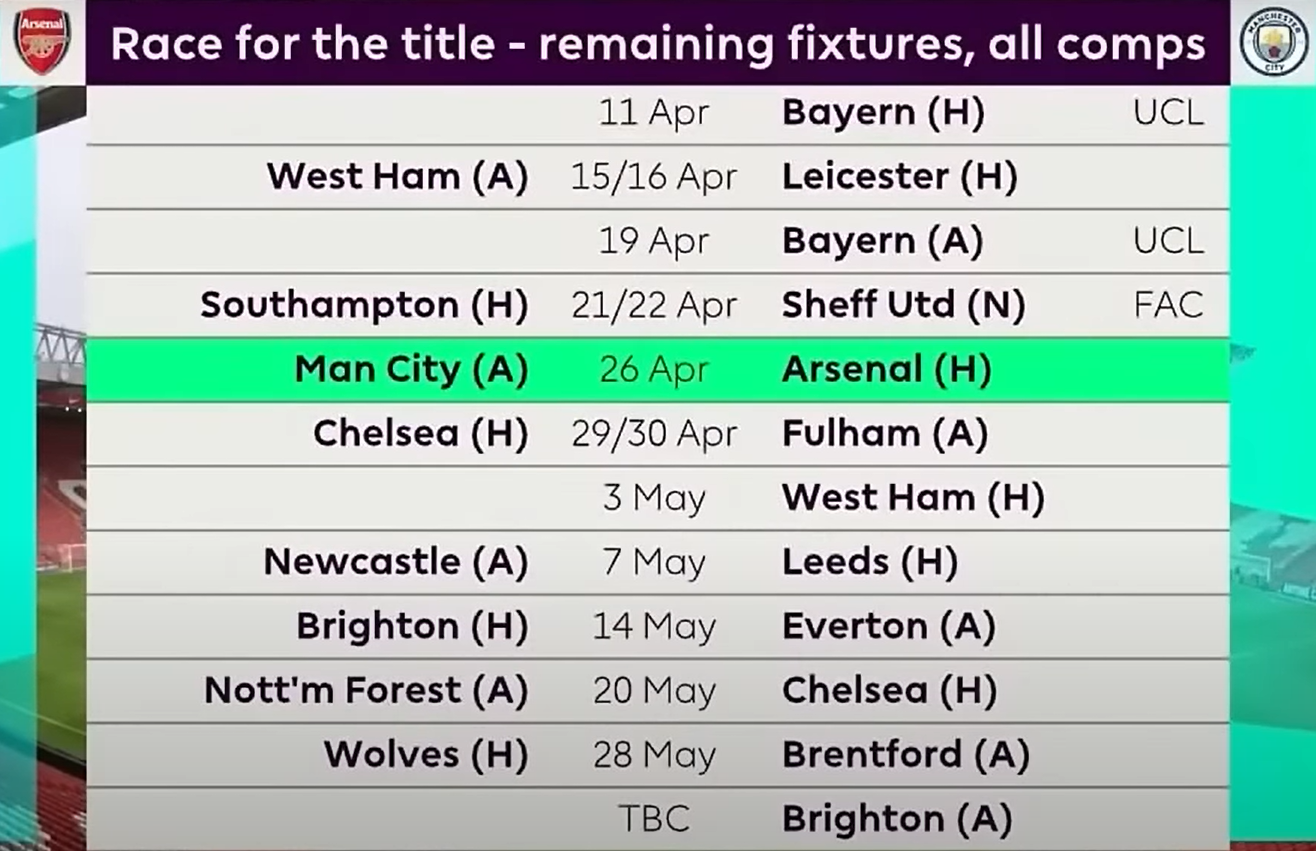 Arsenal
Race for the title - remaining fixtures, all comps
MANCHESTER CITY
11 Apr Bayern (H) UCL
West Ham (A) 15/16 Apr Leicester (H)
19 Apr Bayern (A) UCL
Southampton (H) 21/22 Apr Sheff Utd (N) FAC
Man City (A) 26 Apr Arsenal (H)
Chelsea (H) 29/30 Apr Fulham (A)
3 May West Ham (H)
Newcastle (A) 7 May Leeds (H)
Brighton (H) 14 May Everton (A)
Nott'm Forest (A) 20 May Chelsea (H)
Wolves (H) 28 May Brentford (A)
TBC Brighton (A)